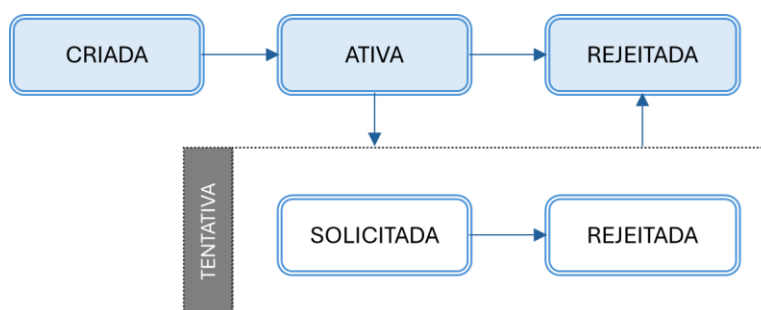 CRIADA
ATIVA
REJEITADA
TENTATIVA
SOLICITADA
REJEITADA